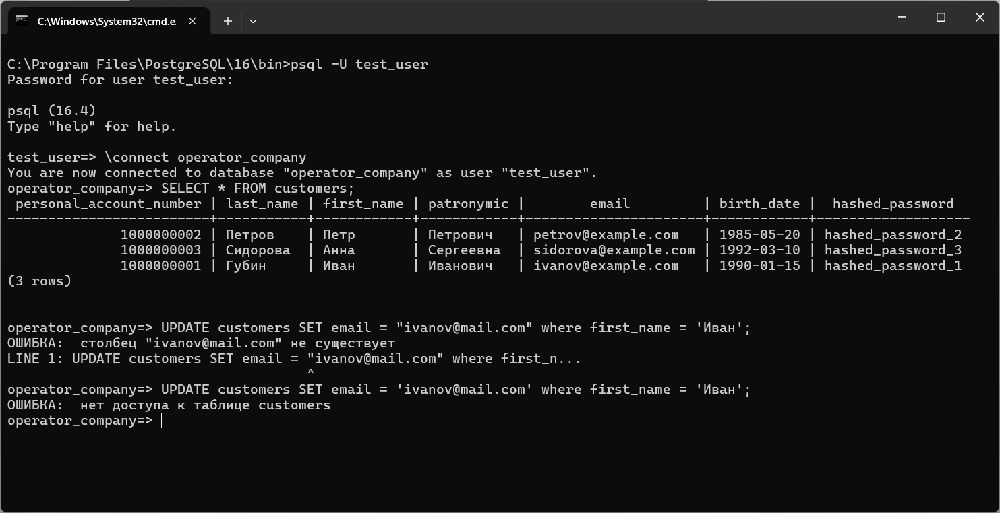 C:\Windows\System32\cmd.e:
C:\Program Files\PostgreSQL\16\bin>psql -U test_user
Password for user test_user:
psql (16.4)
Type "help" for help.
test_user=> \connect operator_company
You are now connected to database "operator_company" as user "test_user".
operator_company=> SELECT * FROM customers;
 personal_account_number | last_name | first_name | patronymic |        email         | birth_date |  hashed_password
-------------------------+-----------+------------+------------+----------------------+------------+-------------------
              1000000002 | Петров    | Петр       | Петрович   | petrov@example.com   | 1985-05-20 | hashed_password_2
              1000000003 | Сидорова  | Анна       | Сергеевна  | sidorova@example.com | 1992-03-10 | hashed_password_3
              1000000001 | Губин     | Иван       | Иванович   | ivanov@example.com   | 1990-01-15 | hashed_password_1
(3 rows)
operator_company=> UPDATE customers SET email = "ivanov@mail.com" where first_name = 'Иван';
ОШИБКА:  столбец "ivanov@mail.com" не существует
LINE 1: UPDATE customers SET email = "ivanov@mail.com" where first_n...
                                     ^
operator_company=> UPDATE customers SET email = 'ivanov@mail.com' where first_name = 'Иван';
ОШИБКА:  нет доступа к таблице customers
operator_company=>